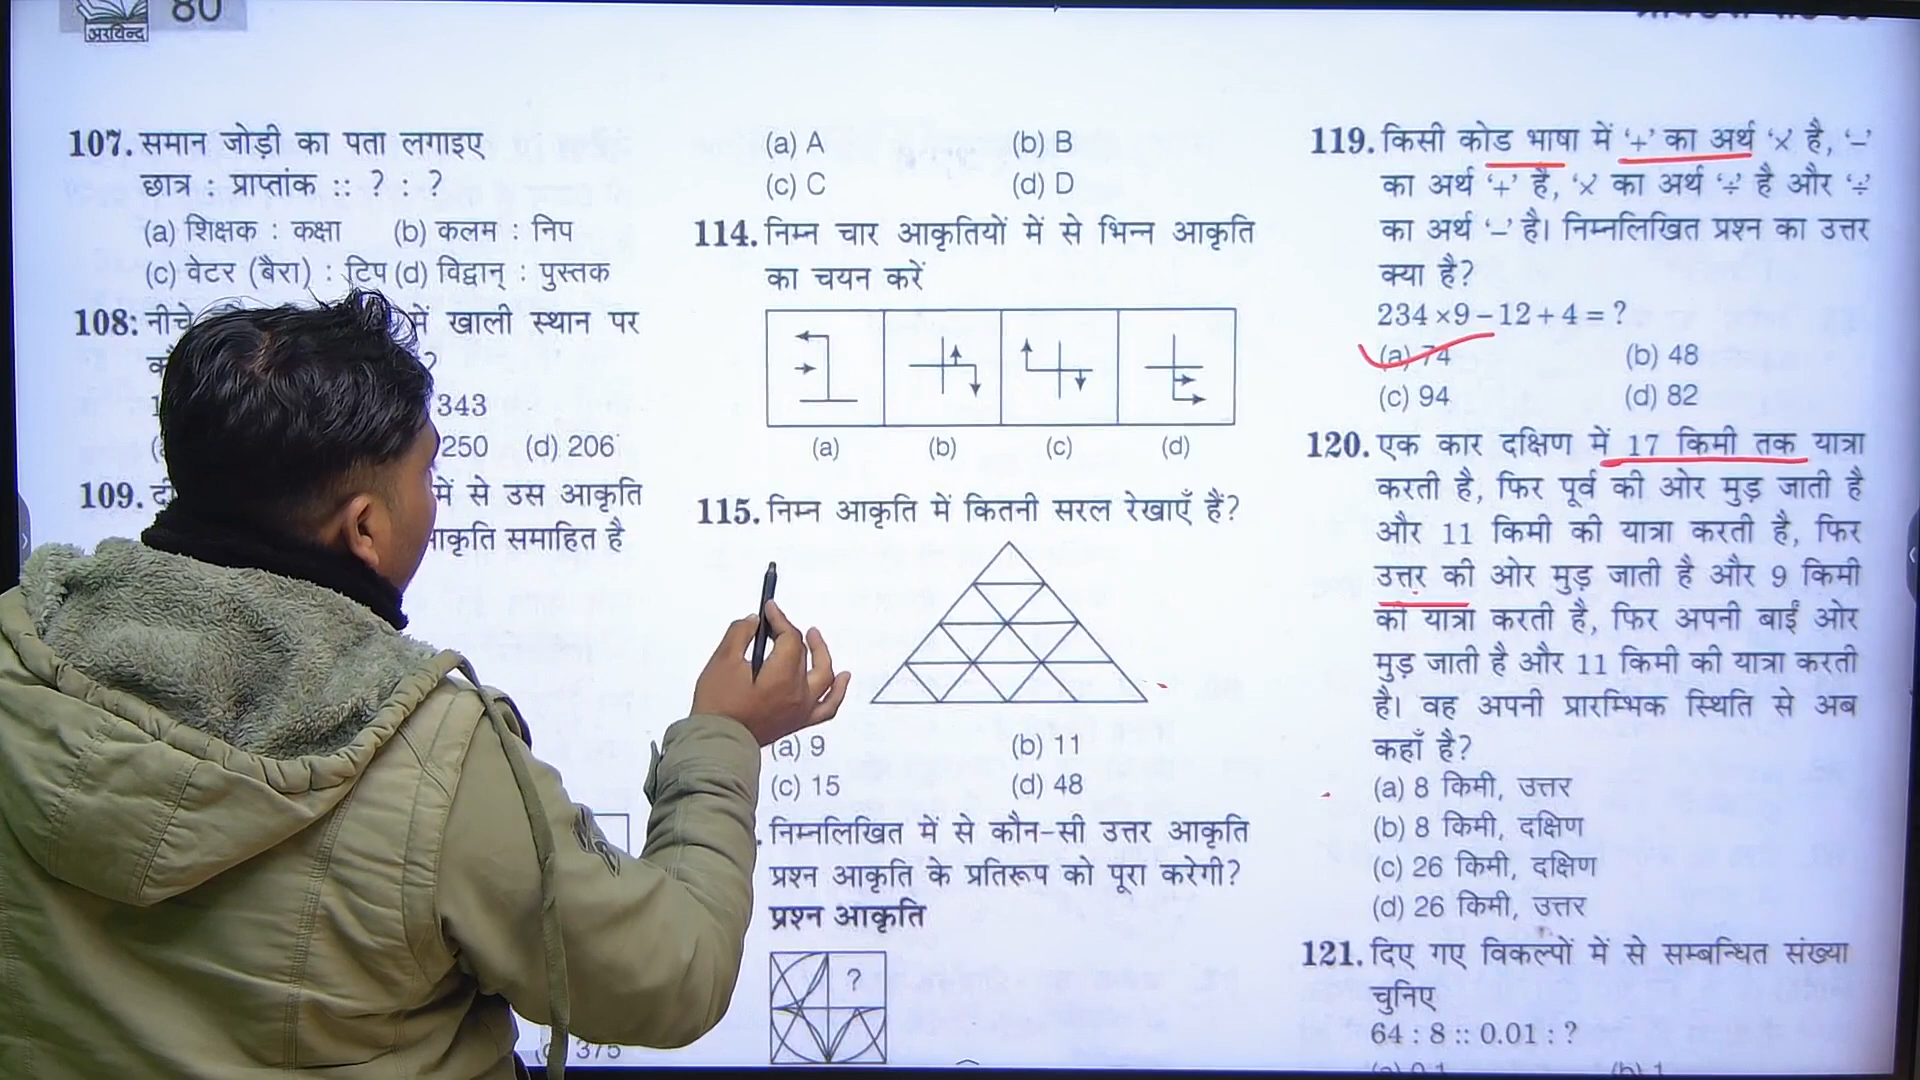 अरविन्द
80
107. समान जोड़ी का पता लगाइए
छात्र : प्राप्तांक :: ? : ?
(a) शिक्षक : कक्षा (b) कलम : निप
(c) वेटर (बैरा) : टिप (d) विद्वान् : पुस्तक
108. नीचे में खाली स्थान पर
?
343
250 (d) 206
109. में से उस आकृति
आकृति समाहित है
375
(a) A (b) B
(c) C (d) D
114. निम्न चार आकृतियों में से भिन्न आकृति
का चयन करें
(a) (b) (c) (d)
115. निम्न आकृति में कितनी सरल रेखाएँ हैं?
(a) 9 (b) 11
(c) 15 (d) 48
निम्नलिखित में से कौन-सी उत्तर आकृति
प्रश्न आकृति के प्रतिरूप को पूरा करेगी?
प्रश्न आकृति
?
119. किसी कोड भाषा में ‘+’ का अर्थ ‘×’ है, ‘–’
का अर्थ ‘+’ है, ‘×’ का अर्थ ‘÷’ है और ‘÷’
का अर्थ ‘–’ है। निम्नलिखित प्रश्न का उत्तर
क्या है?
234 × 9 – 12 + 4 = ?
(a) 74 (b) 48
(c) 94 (d) 82
120. एक कार दक्षिण में 17 किमी तक यात्रा
करती है, फिर पूर्व की ओर मुड़ जाती है
और 11 किमी की यात्रा करती है, फिर
उत्तर की ओर मुड़ जाती है और 9 किमी
की यात्रा करती है, फिर अपनी बाईं ओर
मुड़ जाती है और 11 किमी की यात्रा करती
है। वह अपनी प्रारम्भिक स्थिति से अब
कहाँ है?
(a) 8 किमी, उत्तर
(b) 8 किमी, दक्षिण
(c) 26 किमी, दक्षिण
(d) 26 किमी, उत्तर
121. दिए गए विकल्पों में से सम्बन्धित संख्या
चुनिए
64 : 8 :: 0.01 : ?
(a) 0.1 (b) 1